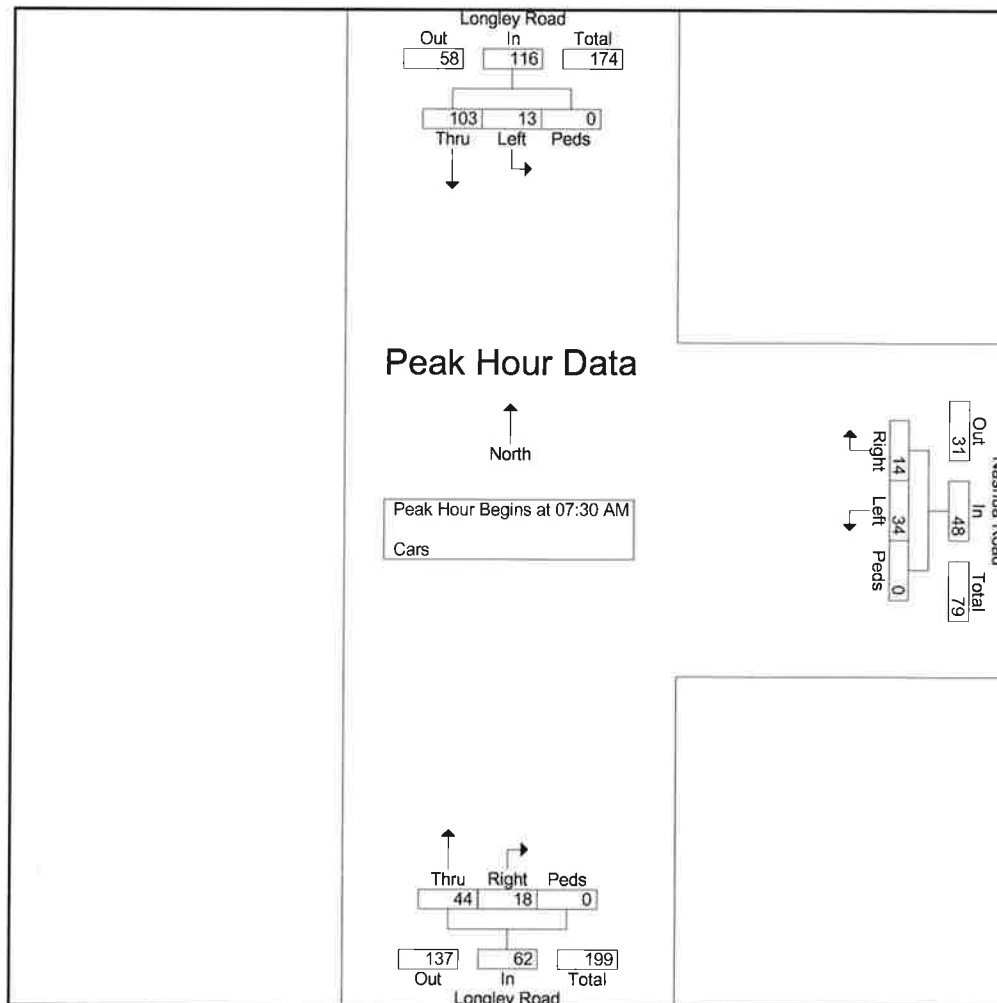 Longley Road
Out In Total
58 116 174
103 13 0
Thru Left Peds
Peak Hour Data
North
Peak Hour Begins at 07:30 AM
Cars
Out In Total
31 48 79
14 34 0
Right Left Peds
Road
Thru Right Peds
44 18 0
137 62 199
Out In Total
Longley Road